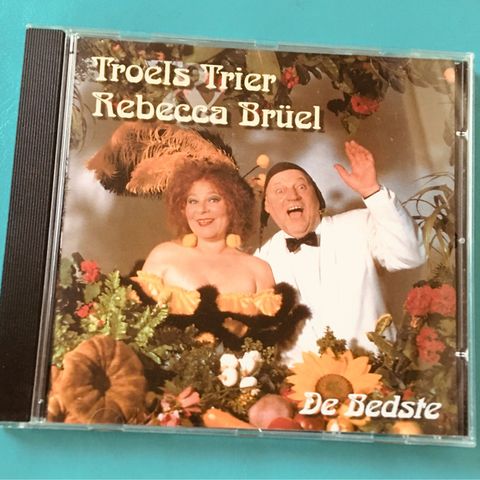 Troels Trier
Rebecca Brüel
De Bedste